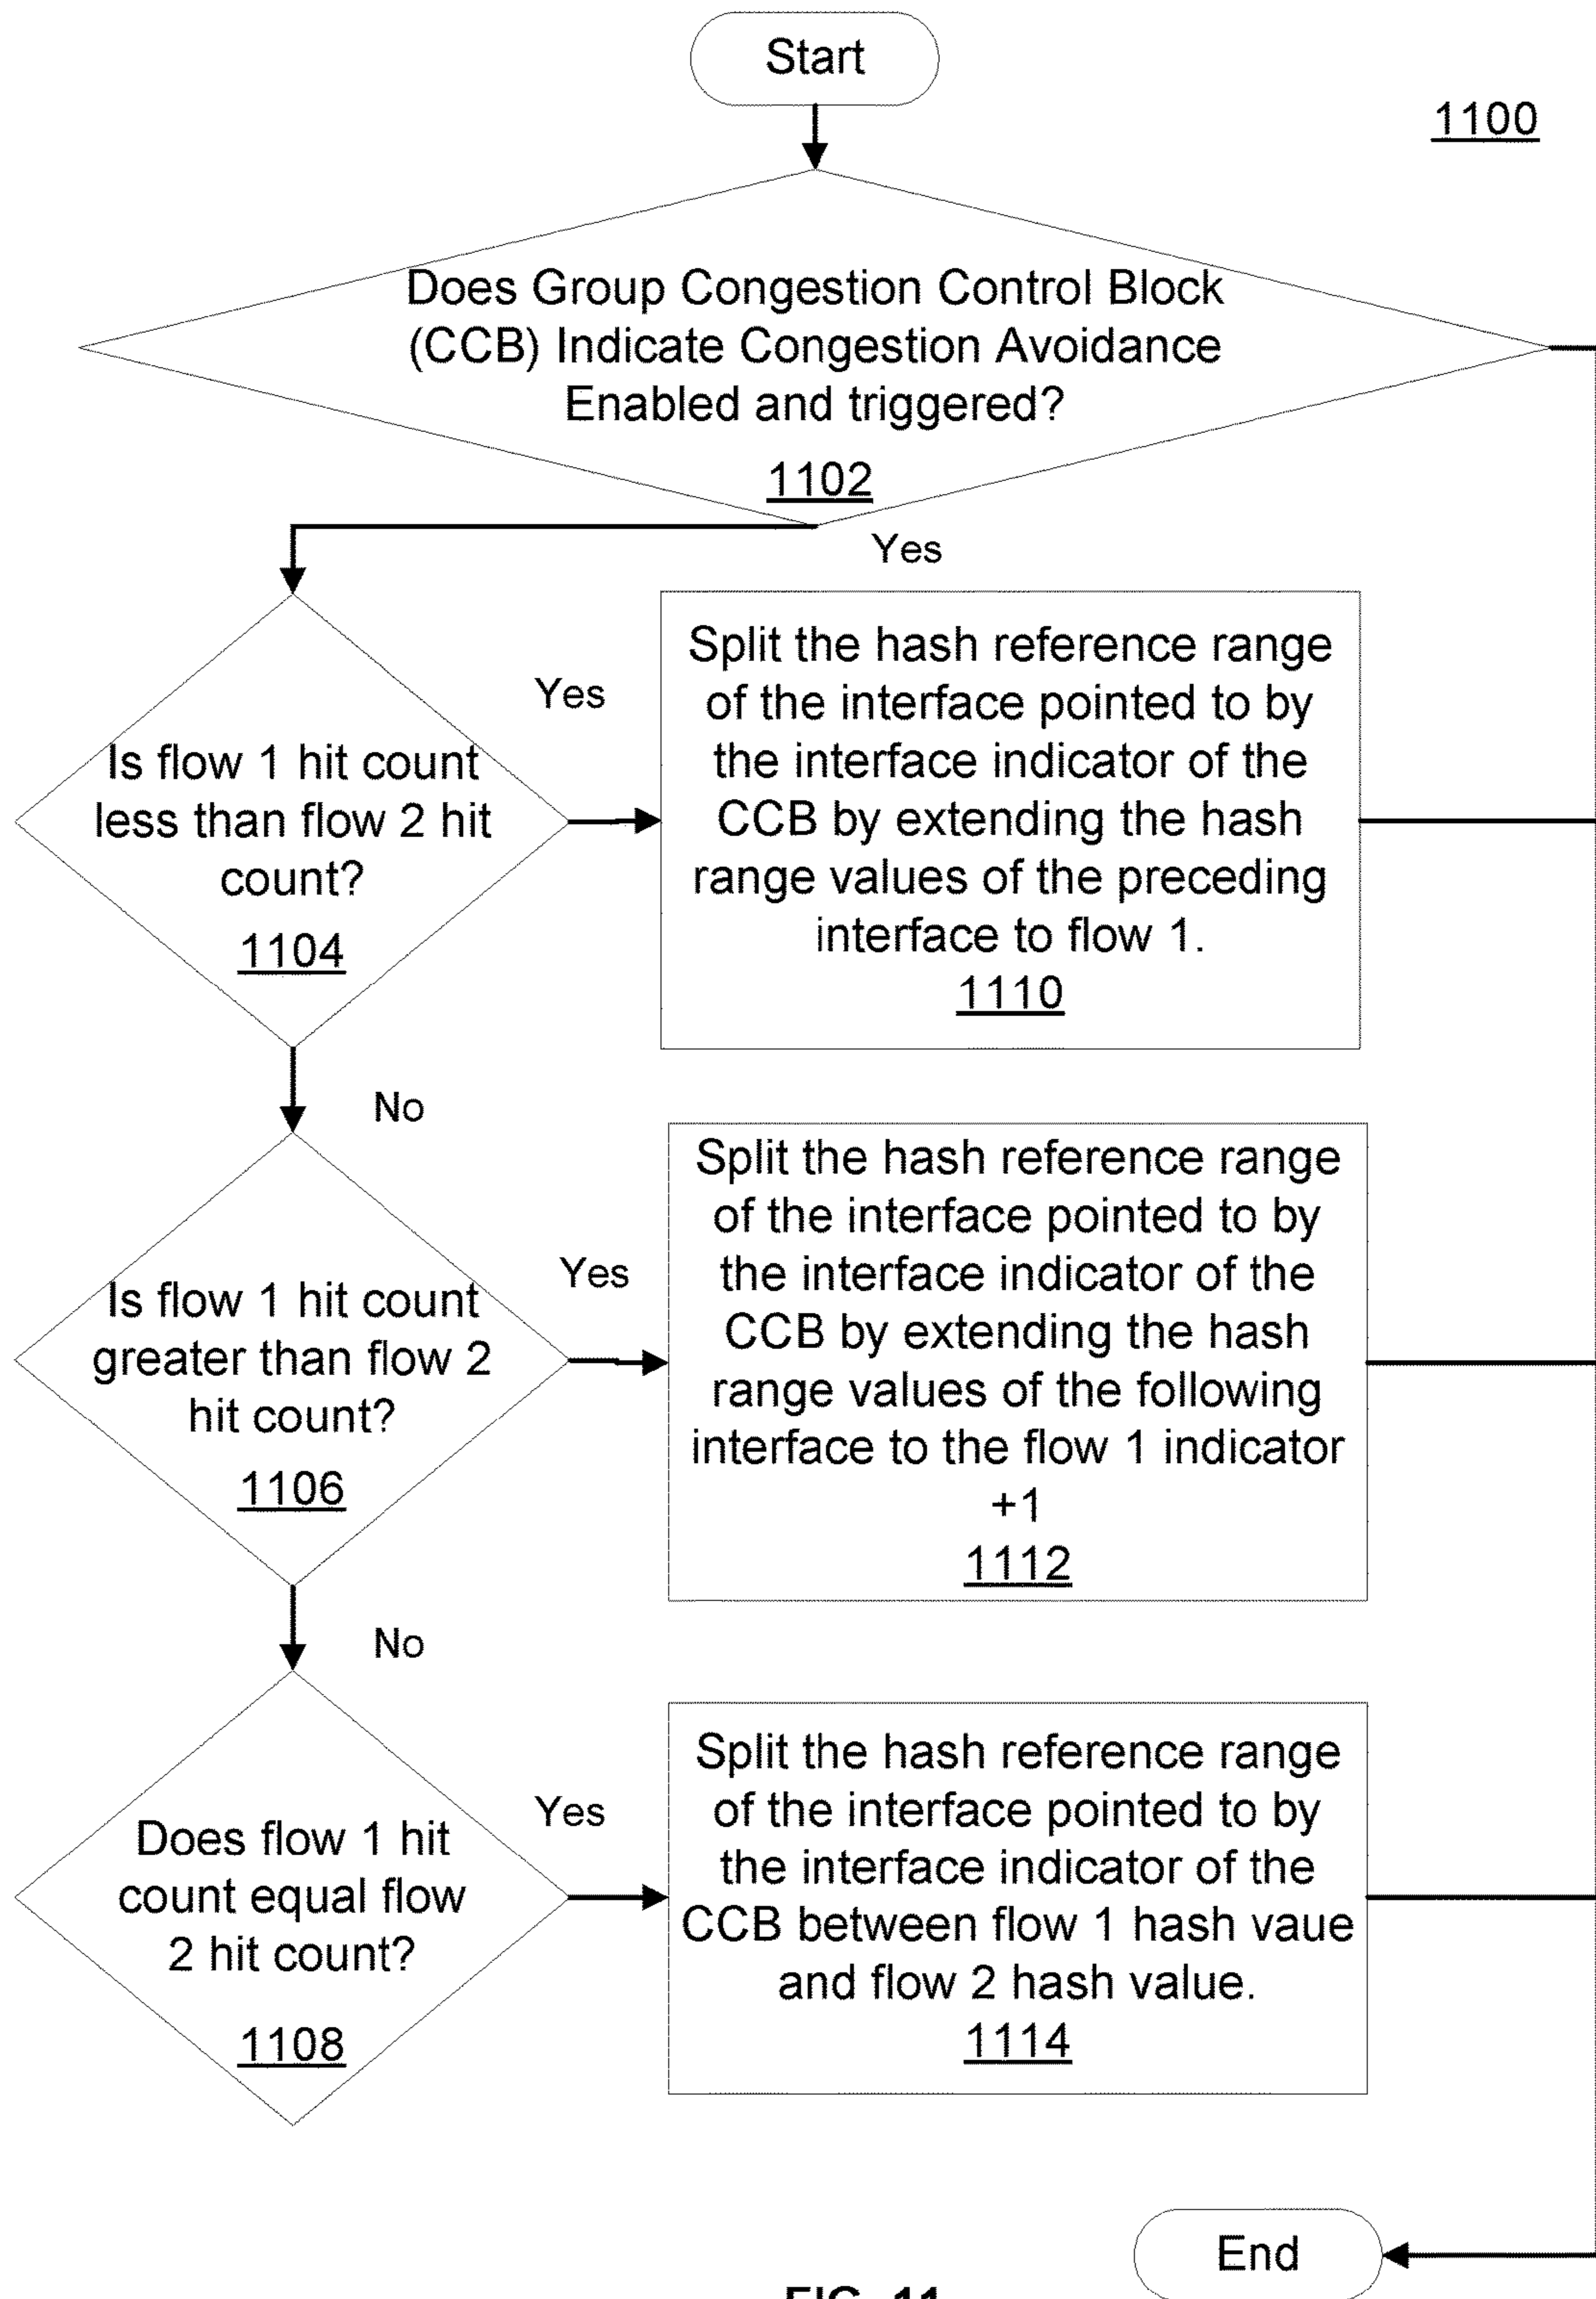 Start
1100
Does Group Congestion Control Block
(CCB) Indicate Congestion Avoidance
Enabled and triggered?
1102
Yes
Is flow 1 hit count
less than flow 2 hit
count?
1104
Yes
Split the hash reference range
of the interface pointed to by
the interface indicator of the
CCB by extending the hash
range values of the preceding
interface to flow 1.
1110
No
Is flow 1 hit count
greater than flow 2
hit count?
1106
Yes
Split the hash reference range
of the interface pointed to by
the interface indicator of the
CCB by extending the hash
range values of the following
interface to the flow 1 indicator
+1
1112
No
Does flow 1 hit
count equal flow
2 hit count?
1108
Yes
Split the hash reference range
of the interface pointed to by
the interface indicator of the
CCB between flow 1 hash vaue
and flow 2 hash value.
1114
End
FIG. 11